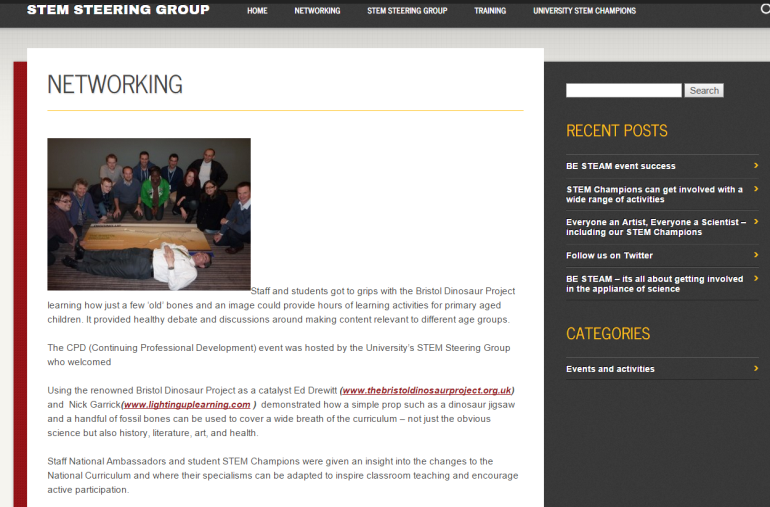 STEM STEERING GROUP
HOME NETWORKING STEM STEERING GROUP TRAINING UNIVERSITY STEM CHAMPIONS
NETWORKING
Staff and students got to grips with the Bristol Dinosaur Project
learning how just a few 'old' bones and an image could provide hours of learning activities for primary aged
children. It provided healthy debate and discussions around making content relevant to different age groups.
The CPD (Continuing Professional Development) event was hosted by the University's STEM Steering Group
who welcomed
Using the renowned Bristol Dinosaur Project as a catalyst Ed Drewitt (www.thebristoldinosaurproject.org.uk)
and Nick Garrick(www.lightinguplearning.com ) demonstrated how a simple prop such as a dinosaur jigsaw
and a handful of fossil bones can be used to cover a wide breath of the curriculum – not just the obvious
science but also history, literature, art, and health.
Staff National Ambassadors and student STEM Champions were given an insight into the changes to the
National Curriculum and where their specialisms can be adapted to inspire classroom teaching and encourage
active participation.
Search
RECENT POSTS
BE STEAM event success
STEM Champions can get involved with a
wide range of activities
Everyone an Artist, Everyone a Scientist –
including our STEM Champions
Follow us on Twitter
BE STEAM – its all about getting involved
in the appliance of science
CATEGORIES
Events and activities